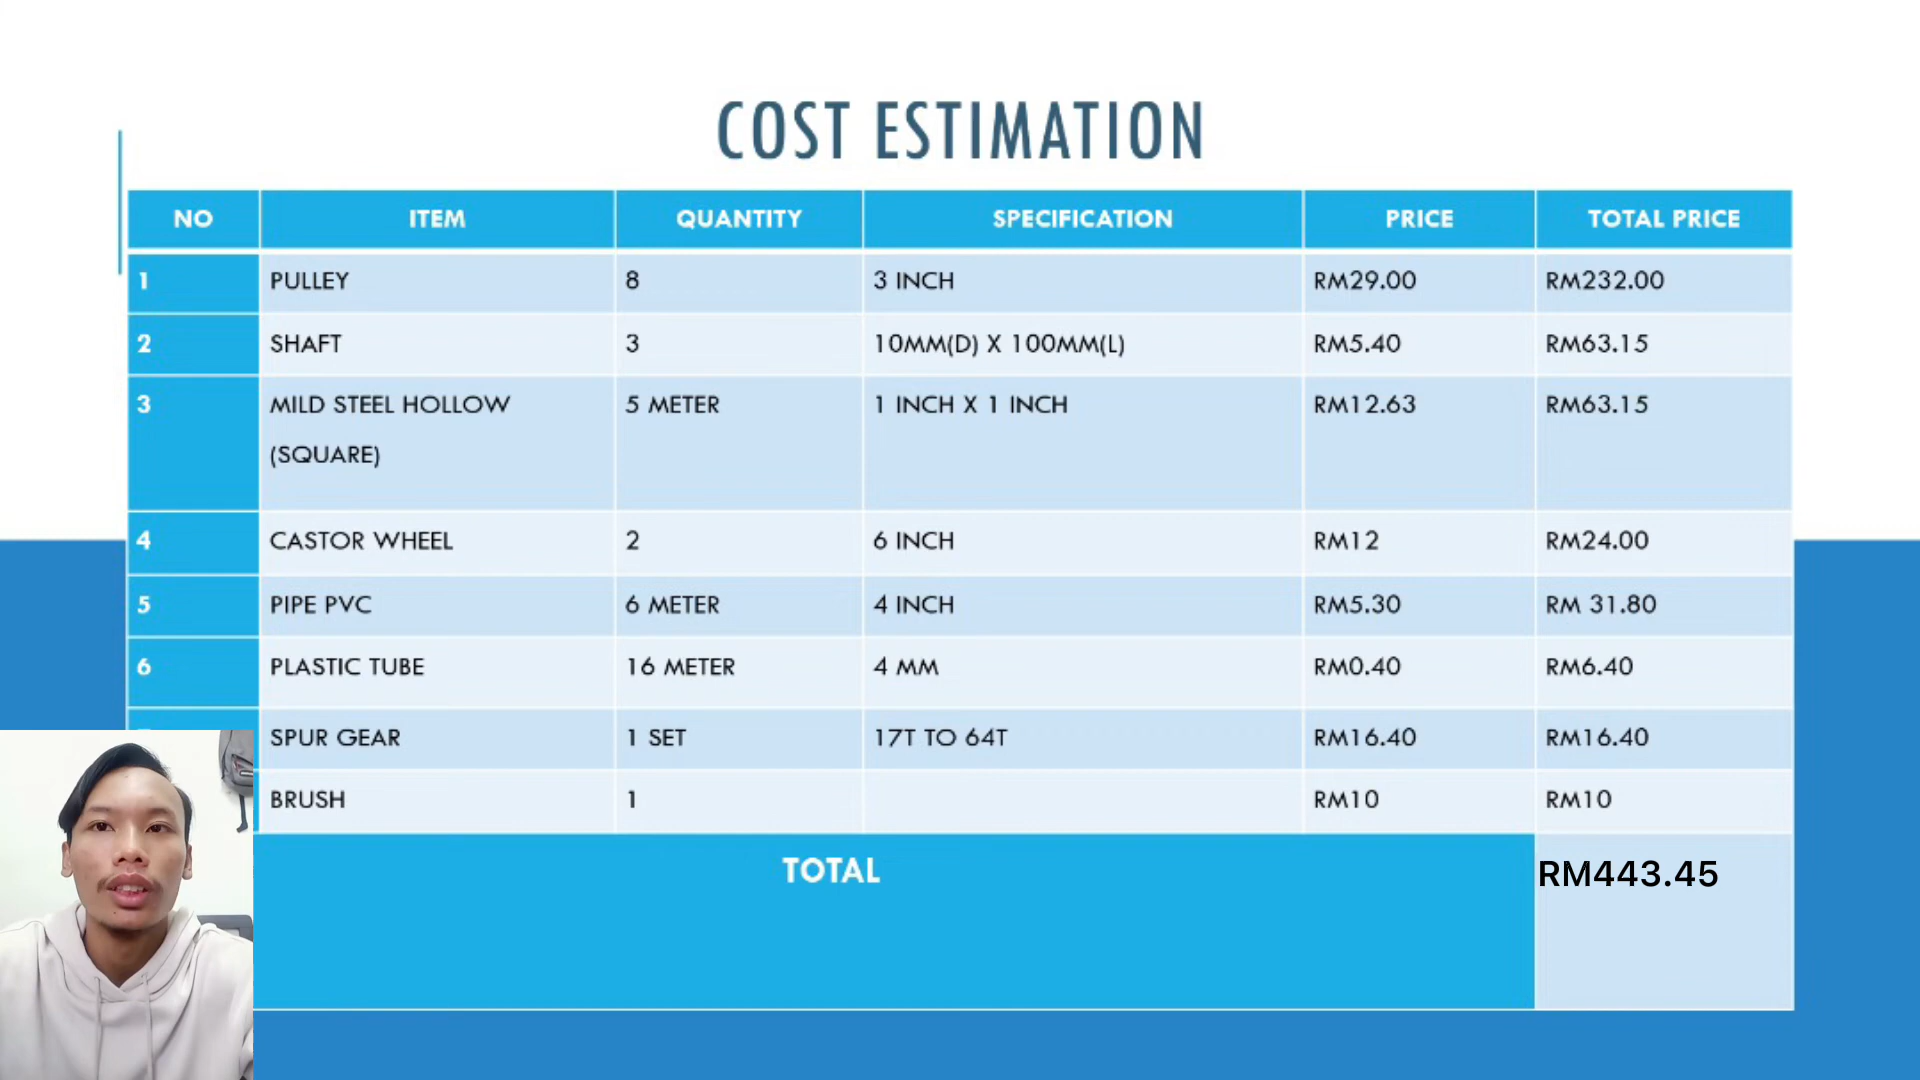 COST ESTIMATION
NO ITEM QUANTITY SPECIFICATION PRICE TOTAL PRICE
1 PULLEY 8 3 INCH RM29.00 RM232.00
2 SHAFT 3 10MM(D) X 100MM(L) RM5.40 RM63.15
3 MILD STEEL HOLLOW 5 METER 1 INCH X 1 INCH RM12.63 RM63.15
(SQUARE)
4 CASTOR WHEEL 2 6 INCH RM12 RM24.00
5 PIPE PVC 6 METER 4 INCH RM5.30 RM 31.80
6 PLASTIC TUBE 16 METER 4 MM RM0.40 RM6.40
SPUR GEAR 1 SET 17T TO 64T RM16.40 RM16.40
BRUSH 1 RM10 RM10
TOTAL RM443.45